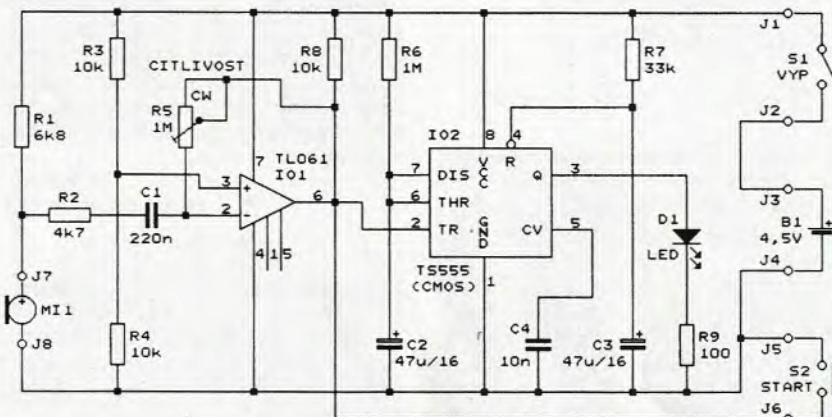 R3
10k
CITLIVOST
CW
R5
1M
R8
10k
R6
1M
R7
33k
J1
S1
VYP
J2
R1
6k8
7
TL061
IO1
3
+
2
-
6
4
1
5
IO2
8
4
VCC
R
7
DIS
6
THR
2
TR
GND
Q
3
CV
5
TS555
(CMOS)
1
R2
4k7
C1
220n
J7
+
MI1
J8
R4
10k
+
C2
47u/16
C4
10n
+
C3
47u/16
D1
LED
R9
100
J3
B1
+
4,5V
J4
J5
S2
START
J6